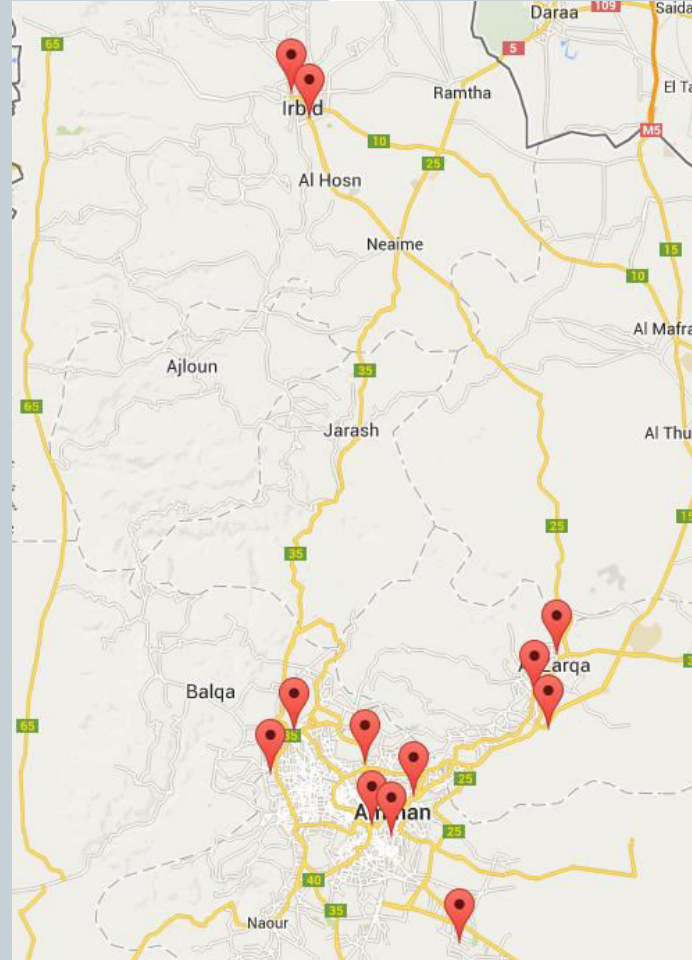 109
Saida
Daraa
65
5
Ramtha
El Ta
Irbid
M5
10
25
Al Hosn
Neaime
15
10
Al Mafra
Ajloun
35
65
Jarash
Al Thu
15
25
35
Al Zarqa
3
Balqa
65
35
25
Amman
25
40
35
Naour